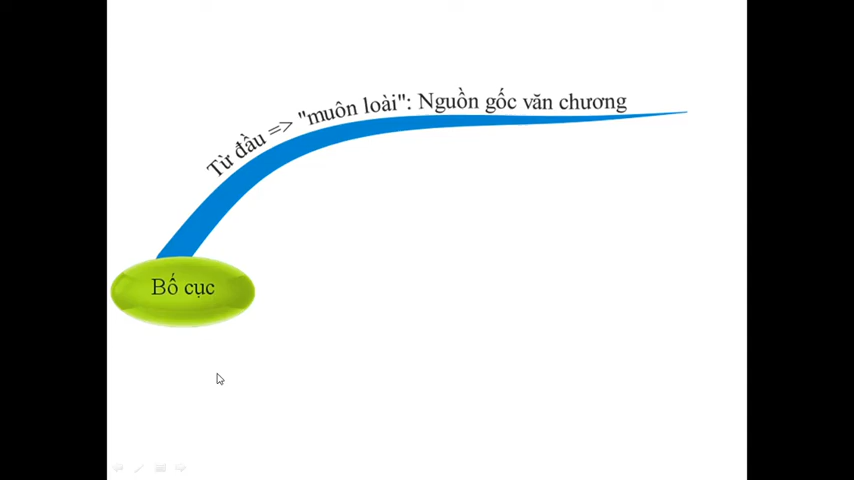 Từ đầu => "muôn loài": Nguồn gốc văn chương
Bố cục